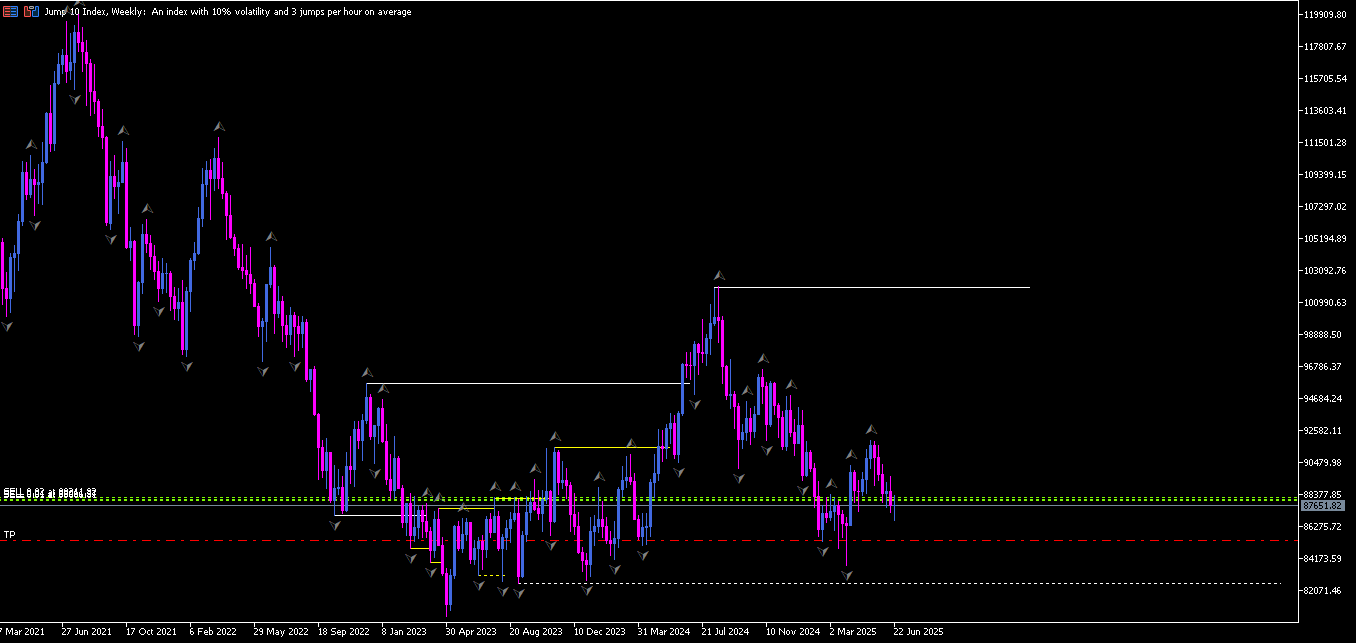 Jump 10 Index, Weekly: An index with 10% volatility and 3 jumps per hour on average
119909.80
117807.67
115705.54
113603.41
111501.28
109399.15
107297.02
105194.89
103092.76
100990.63
98888.50
96786.37
94684.24
92582.11
90479.98
88377.85
87651.82
86275.72
84173.59
82071.46
TP
Mar 2021
27 Jun 2021
17 Oct 2021
6 Feb 2022
29 May 2022
18 Sep 2022
8 Jan 2023
30 Apr 2023
20 Aug 2023
10 Dec 2023
31 Mar 2024
21 Jul 2024
10 Nov 2024
2 Mar 2025
22 Jun 2025